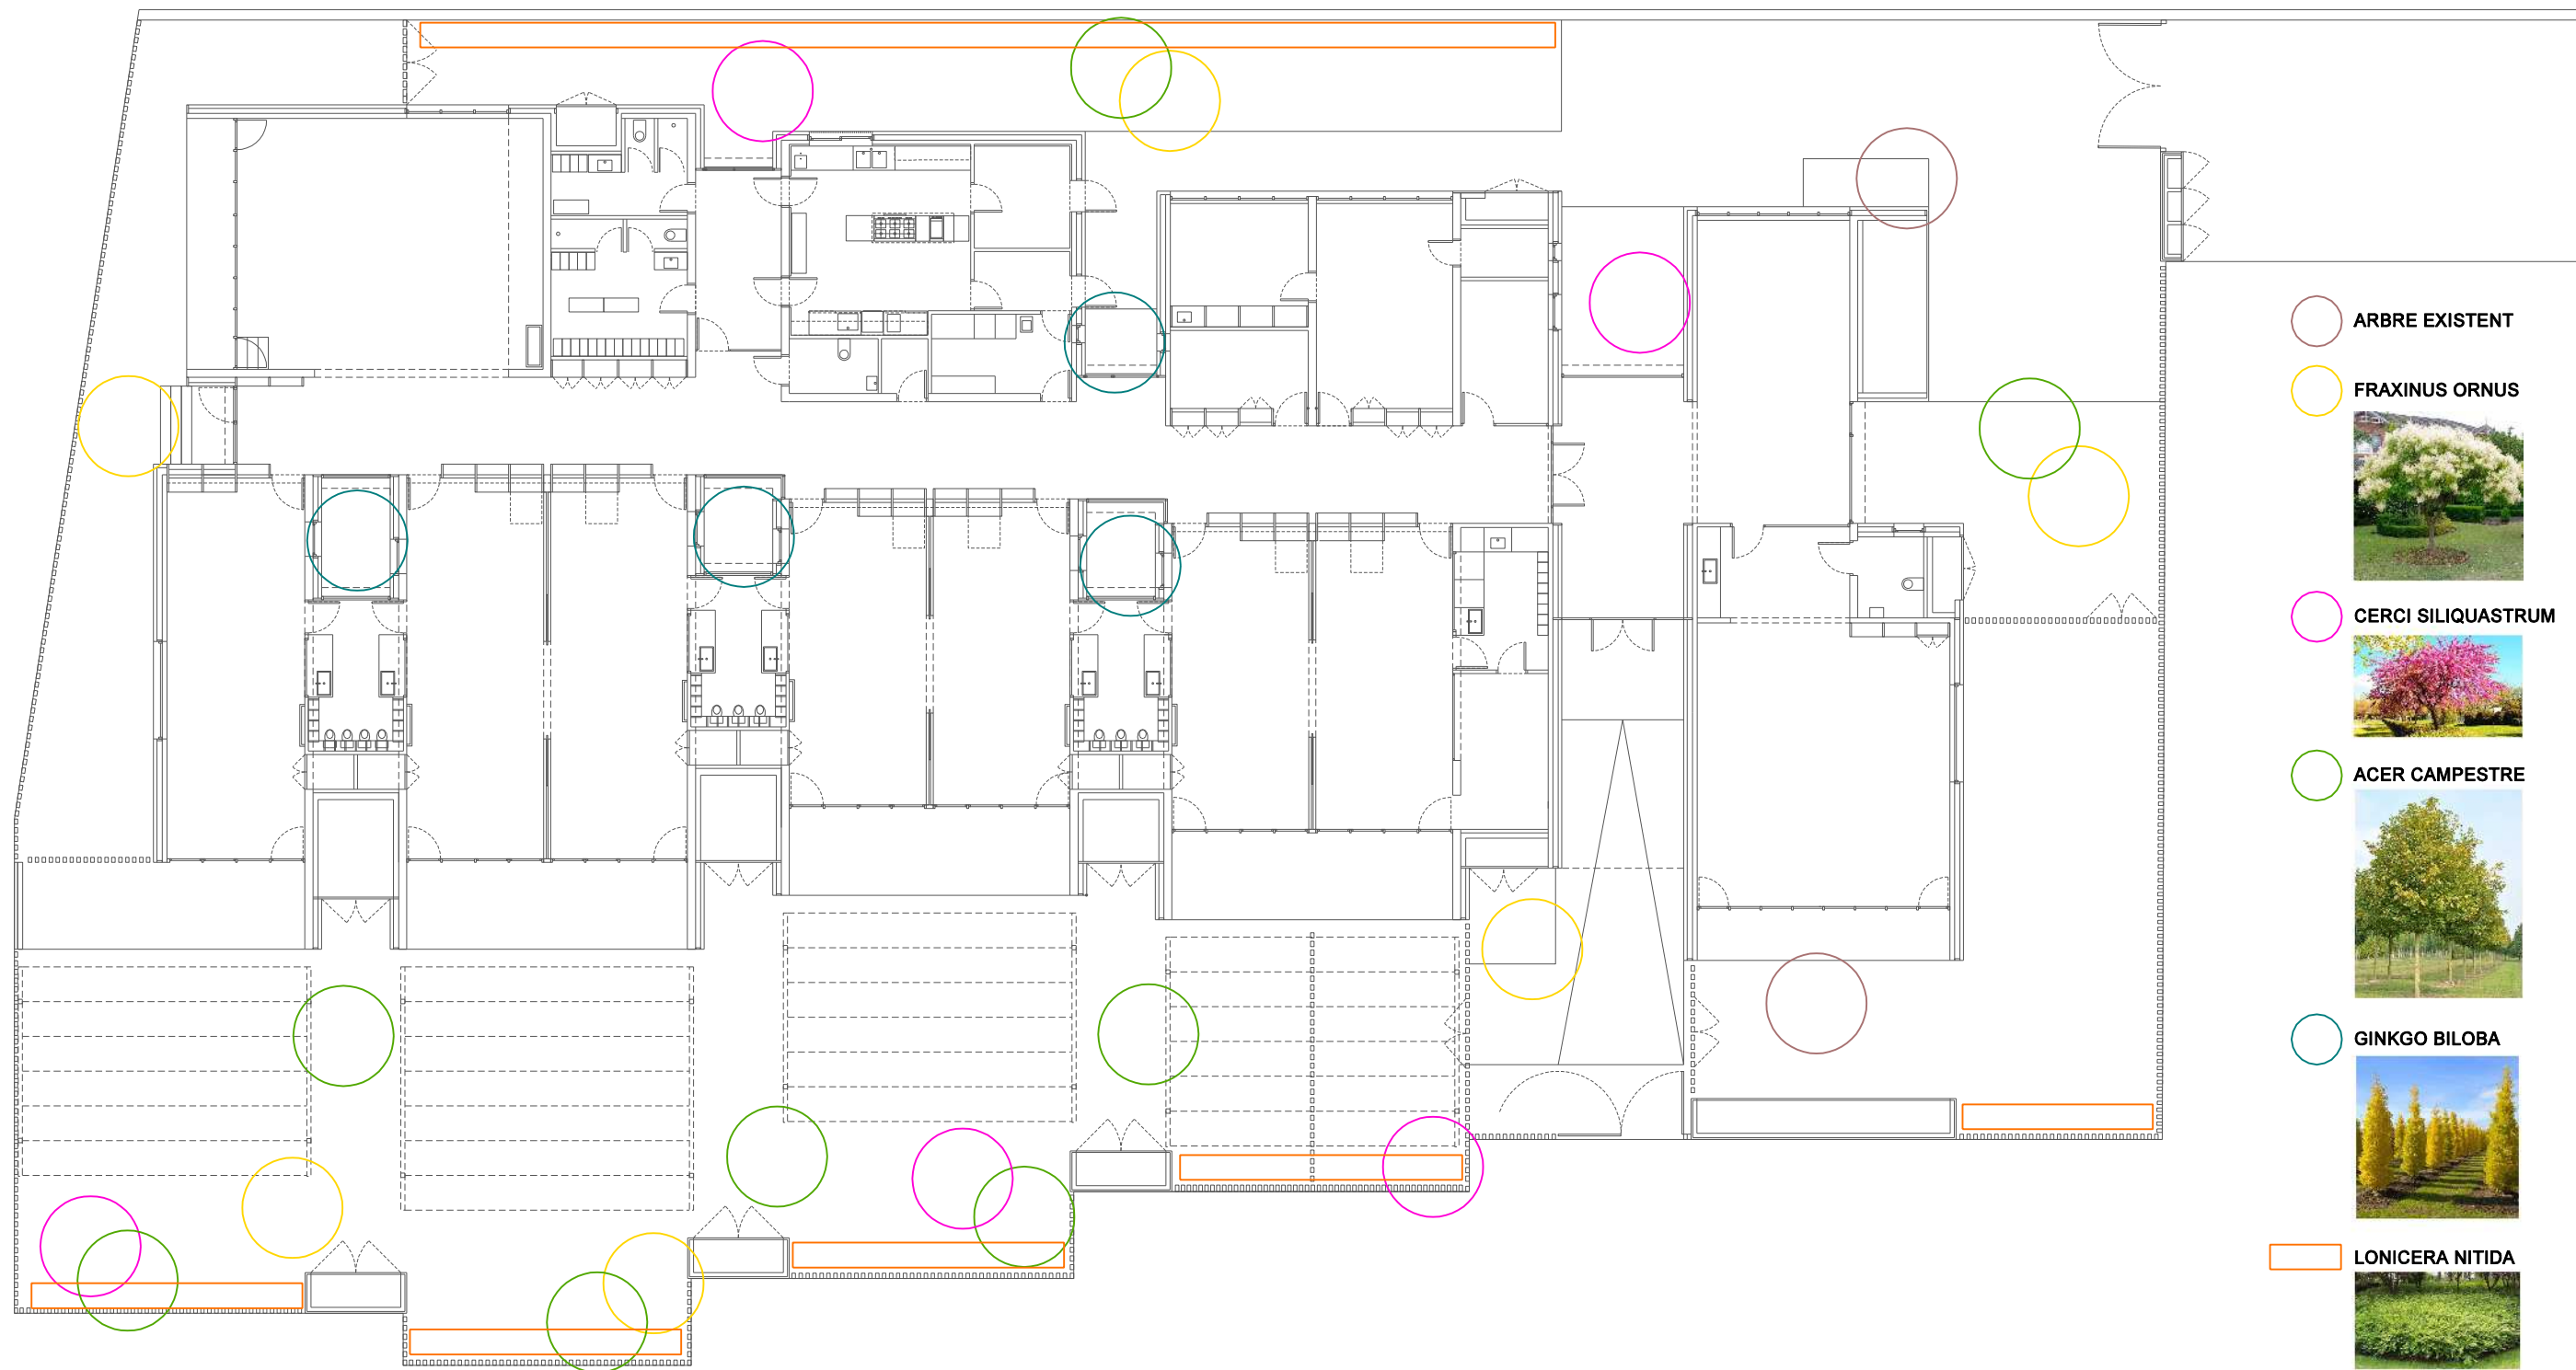 ARBRE EXISTENT
FRAXINUS ORNUS
CERCI SILIQUASTRUM
ACER CAMPESTRE
GINKGO BILOBA
LONICERA NITIDA